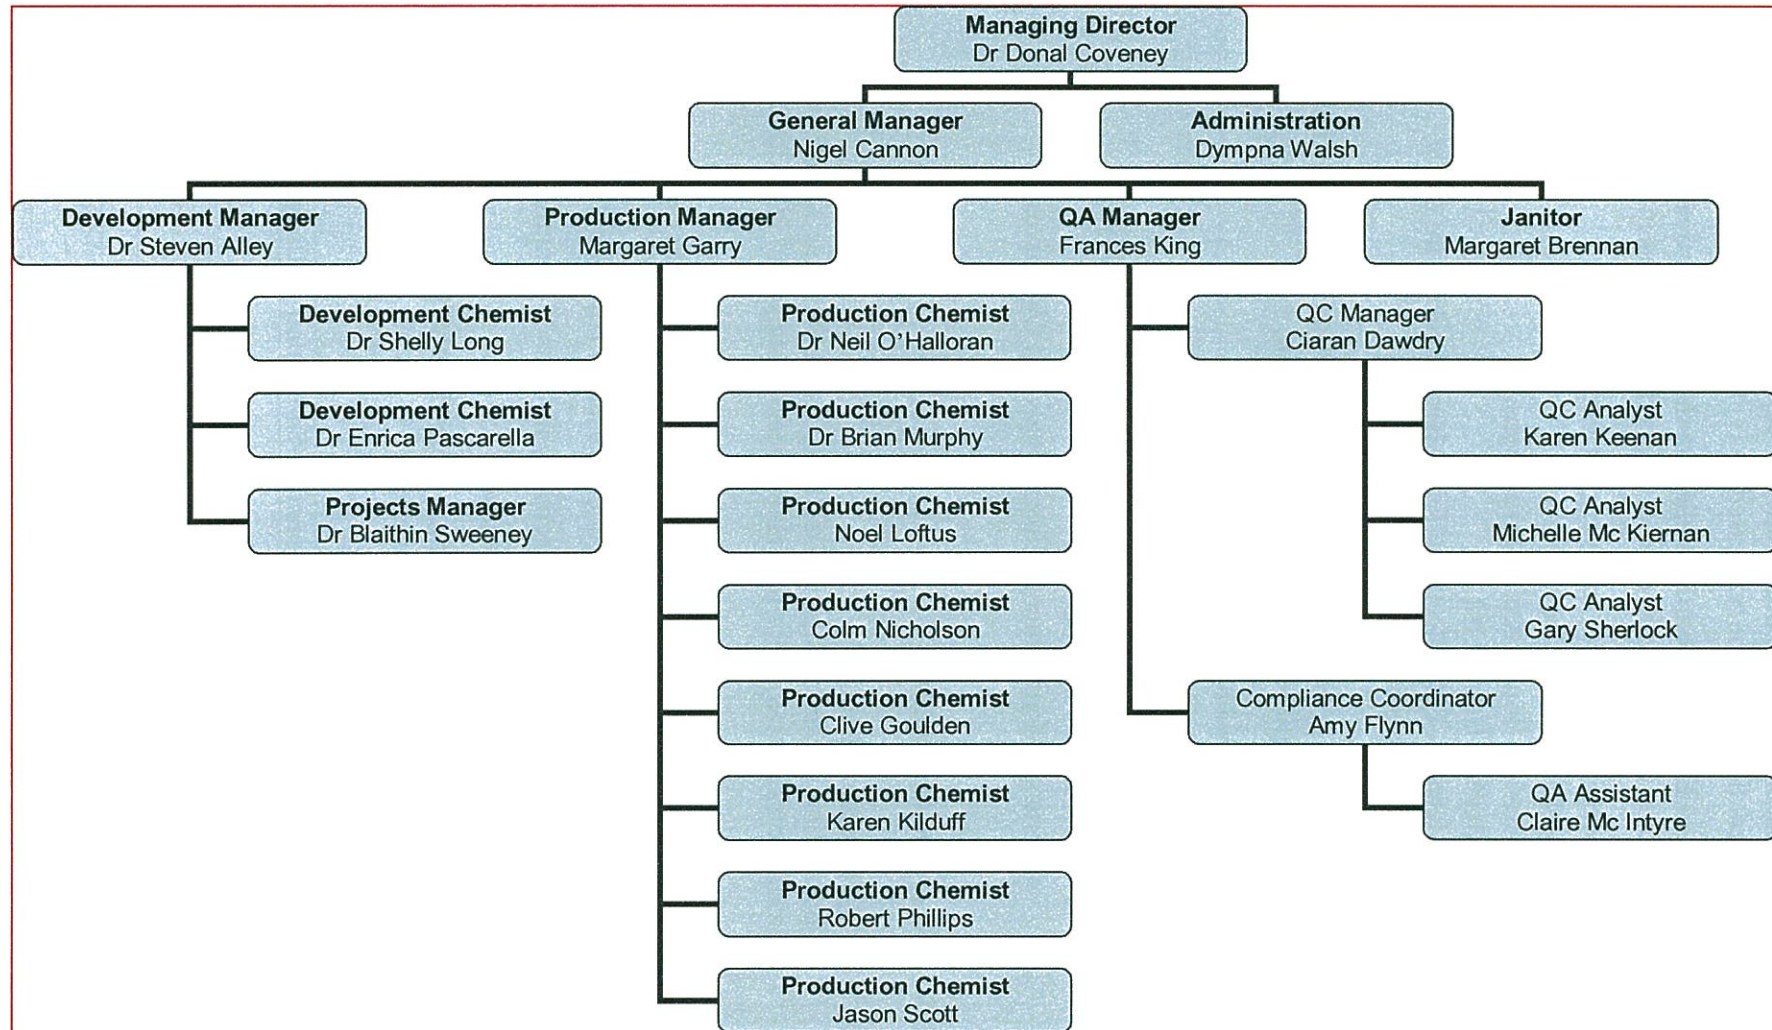 Managing Director
Dr Donal Coveney
General Manager
Nigel Cannon
Administration
Dympna Walsh
Development Manager
Dr Steven Alley
Production Manager
Margaret Garry
QA Manager
Frances King
Janitor
Margaret Brennan
Development Chemist
Dr Shelly Long
Development Chemist
Dr Enrica Pascarella
Projects Manager
Dr Blaithin Sweeney
Production Chemist
Dr Neil O'Halloran
Production Chemist
Dr Brian Murphy
Production Chemist
Noel Loftus
Production Chemist
Colm Nicholson
Production Chemist
Clive Goulden
Production Chemist
Karen Kilduff
Production Chemist
Robert Phillips
Production Chemist
Jason Scott
QC Manager
Ciaran Dawdry
QC Analyst
Karen Keenan
QC Analyst
Michelle Mc Kiernan
QC Analyst
Gary Sherlock
Compliance Coordinator
Amy Flynn
QA Assistant
Claire Mc Intyre